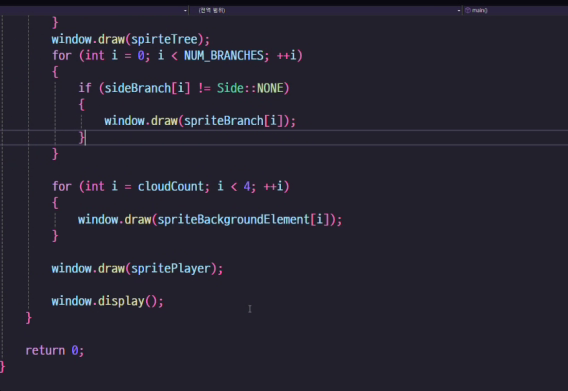 (전역 범위) main()
}
window.draw(spirteTree);
for (int i = 0; i < NUM_BRANCHES; ++i)
{
if (sideBranch[i] != Side::NONE)
{
window.draw(spriteBranch[i]);
}
}
for (int i = cloudCount; i < 4; ++i)
{
window.draw(spriteBackgroundElement[i]);
}
window.draw(spritePlayer);
window.display();
}
return 0;
}